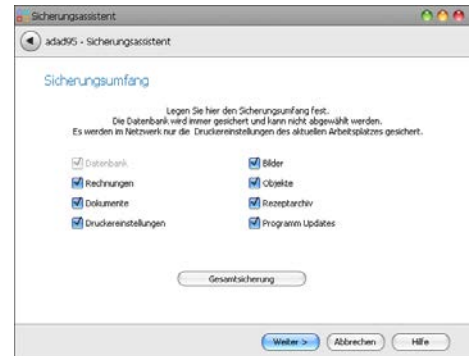 Sicherungsassistent
adad95 - Sicherungsassistent
Sicherungsumfang
Legen Sie hier den Sicherungsumfang fest.
Die Datenbank wird immer gesichert und kann nicht abgewählt werden.
Es werden im Netzwerk nur die Druckereinstellungen des aktuellen Arbeitsplatzes gesichert.
Datenbank
Bilder
Rechnungen
Objekte
Dokumente
Rezeptarchiv
Druckereinstellungen
Programm Updates
Gesamtsicherung
Weiter >
Abbrechen
Hilfe